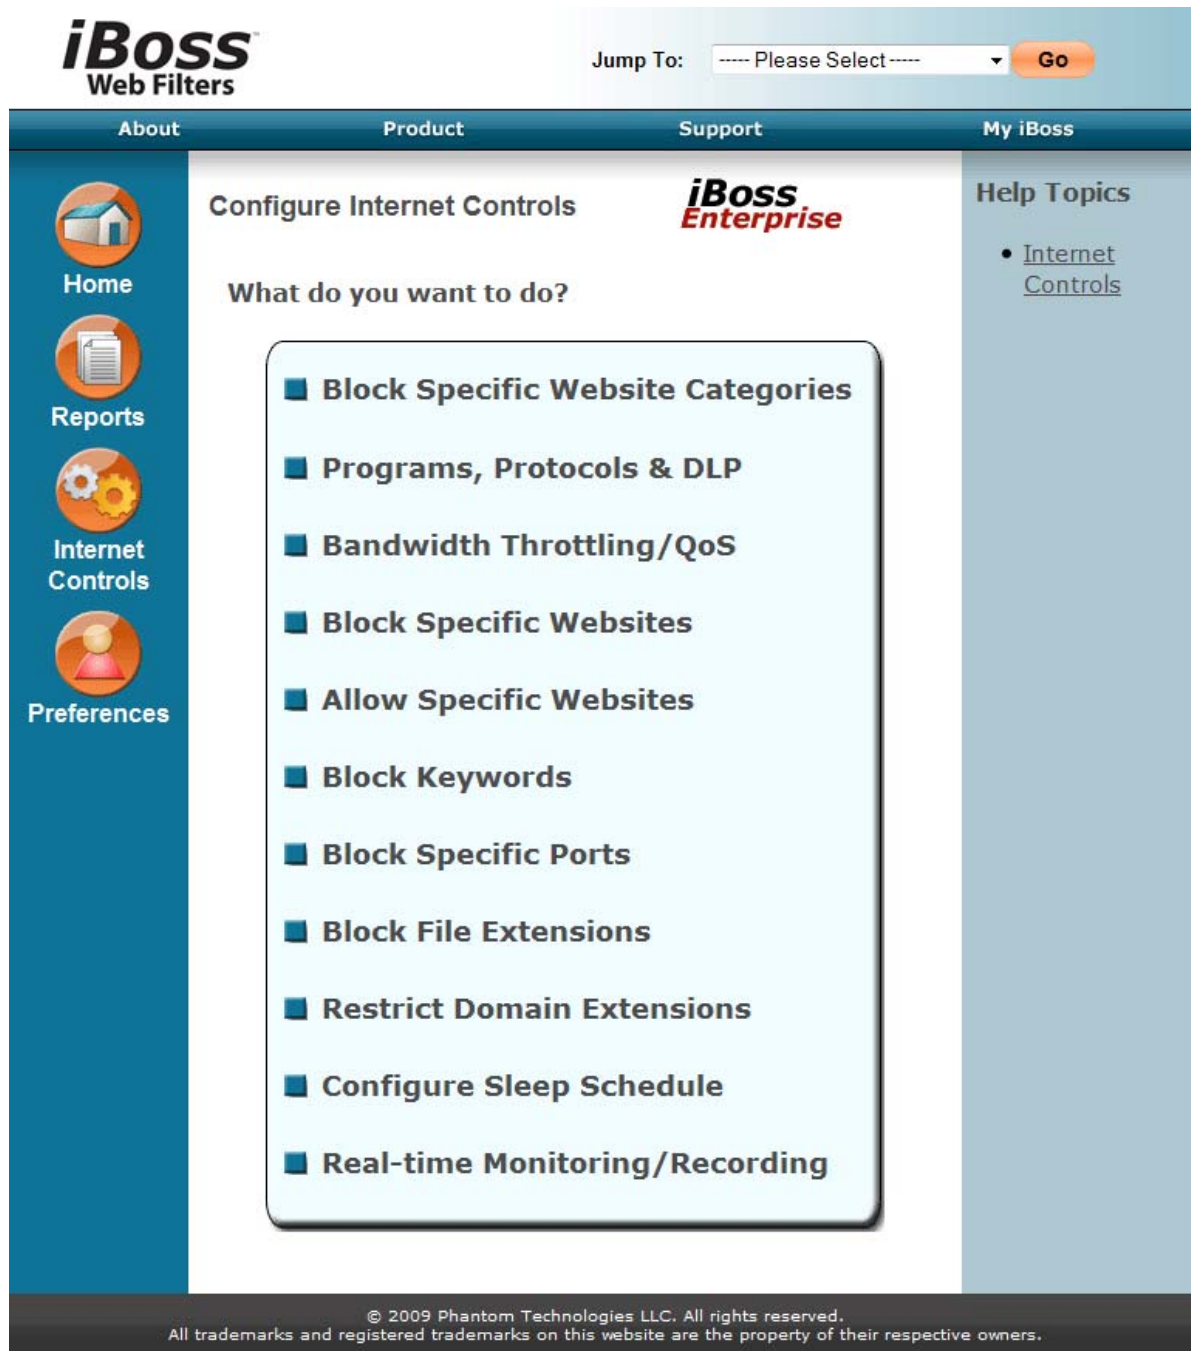 iBoss™
Web Filters
Jump To:
----- Please Select -----
Go
About
Product
Support
My iBoss
Home
Reports
Internet
Controls
Preferences
Configure Internet Controls
iBoss
Enterprise
What do you want to do?
Block Specific Website Categories
Programs, Protocols & DLP
Bandwidth Throttling/QoS
Block Specific Websites
Allow Specific Websites
Block Keywords
Block Specific Ports
Block File Extensions
Restrict Domain Extensions
Configure Sleep Schedule
Real-time Monitoring/Recording
Help Topics
Internet
Controls
© 2009 Phantom Technologies LLC. All rights reserved.
All trademarks and registered trademarks on this website are the property of their respective owners.